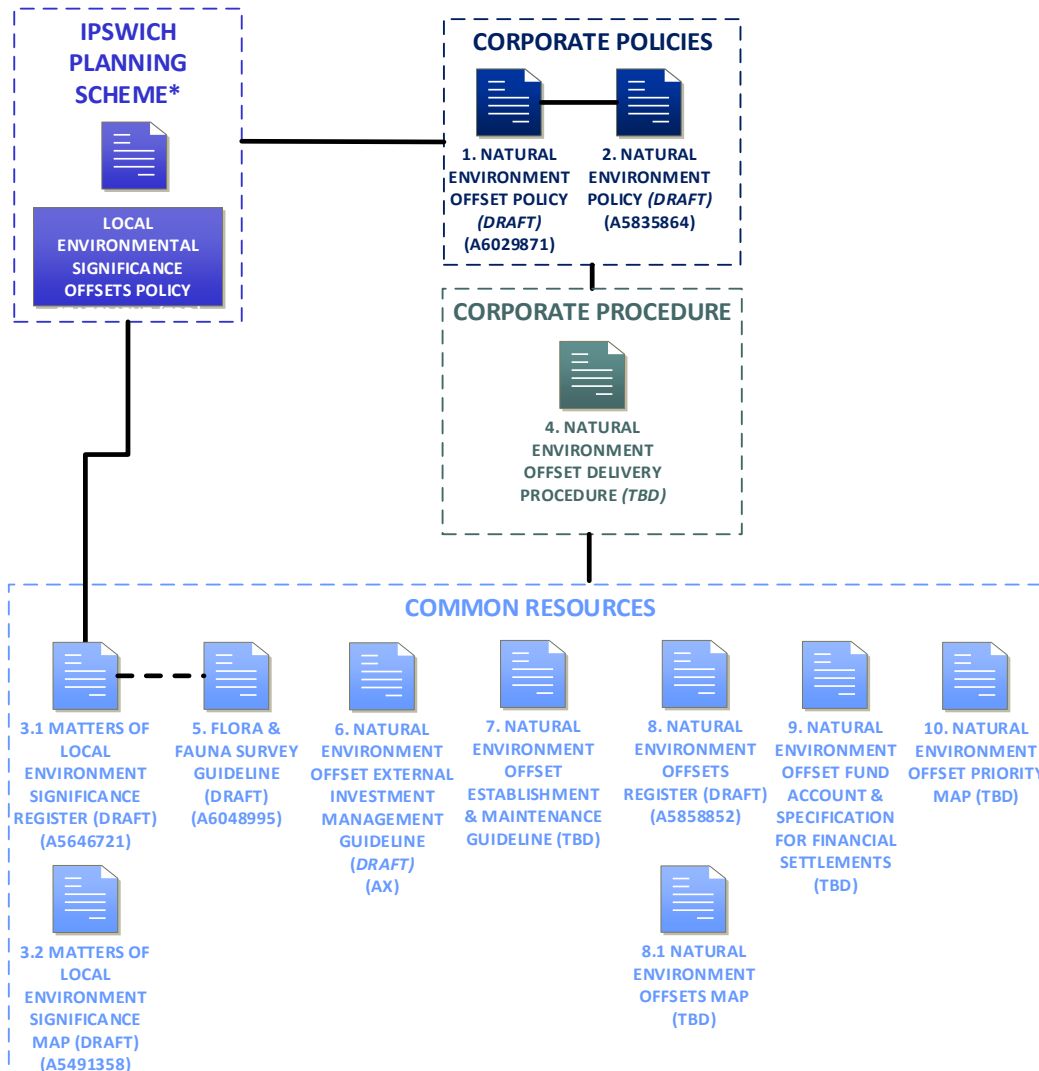 IPSWICH
PLANNING
SCHEME*
LOCAL
ENVIRONMENTAL
SIGNIFICANCE
OFFSETS POLICY
CORPORATE POLICIES
1. NATURAL
ENVIRONMENT
OFFSET POLICY
(DRAFT)
(A6029871)
2. NATURAL
ENVIRONMENT
POLICY (DRAFT)
(A5835864)
CORPORATE PROCEDURE
4. NATURAL
ENVIRONMENT
OFFSET DELIVERY
PROCEDURE (TBD)
COMMON RESOURCES
3.1 MATTERS OF
LOCAL
ENVIRONMENT
SIGNIFICANCE
REGISTER (DRAFT)
(A5646721)
5. FLORA &
FAUNA SURVEY
GUIDELINE
(DRAFT)
(A6048995)
6. NATURAL
ENVIRONMENT
OFFSET EXTERNAL
INVESTMENT
MANAGEMENT
GUIDELINE
(DRAFT)
(AX)
7. NATURAL
ENVIRONMENT
OFFSET
ESTABLISHMENT
& MAINTENANCE
GUIDELINE (TBD)
8. NATURAL
ENVIRONMENT
OFFSETS
REGISTER (DRAFT)
(A5858852)
9. NATURAL
ENVIRONMENT
OFFSET FUND
ACCOUNT &
SPECIFICATION
FOR FINANCIAL
SETTLEMENTS
(TBD)
10. NATURAL
ENVIRONMENT
OFFSET PRIORITY
MAP (TBD)
3.2 MATTERS OF
LOCAL
ENVIRONMENT
SIGNIFICANCE
MAP (DRAFT)
(A5491358)
8.1 NATURAL
ENVIRONMENT
OFFSETS MAP
(TBD)